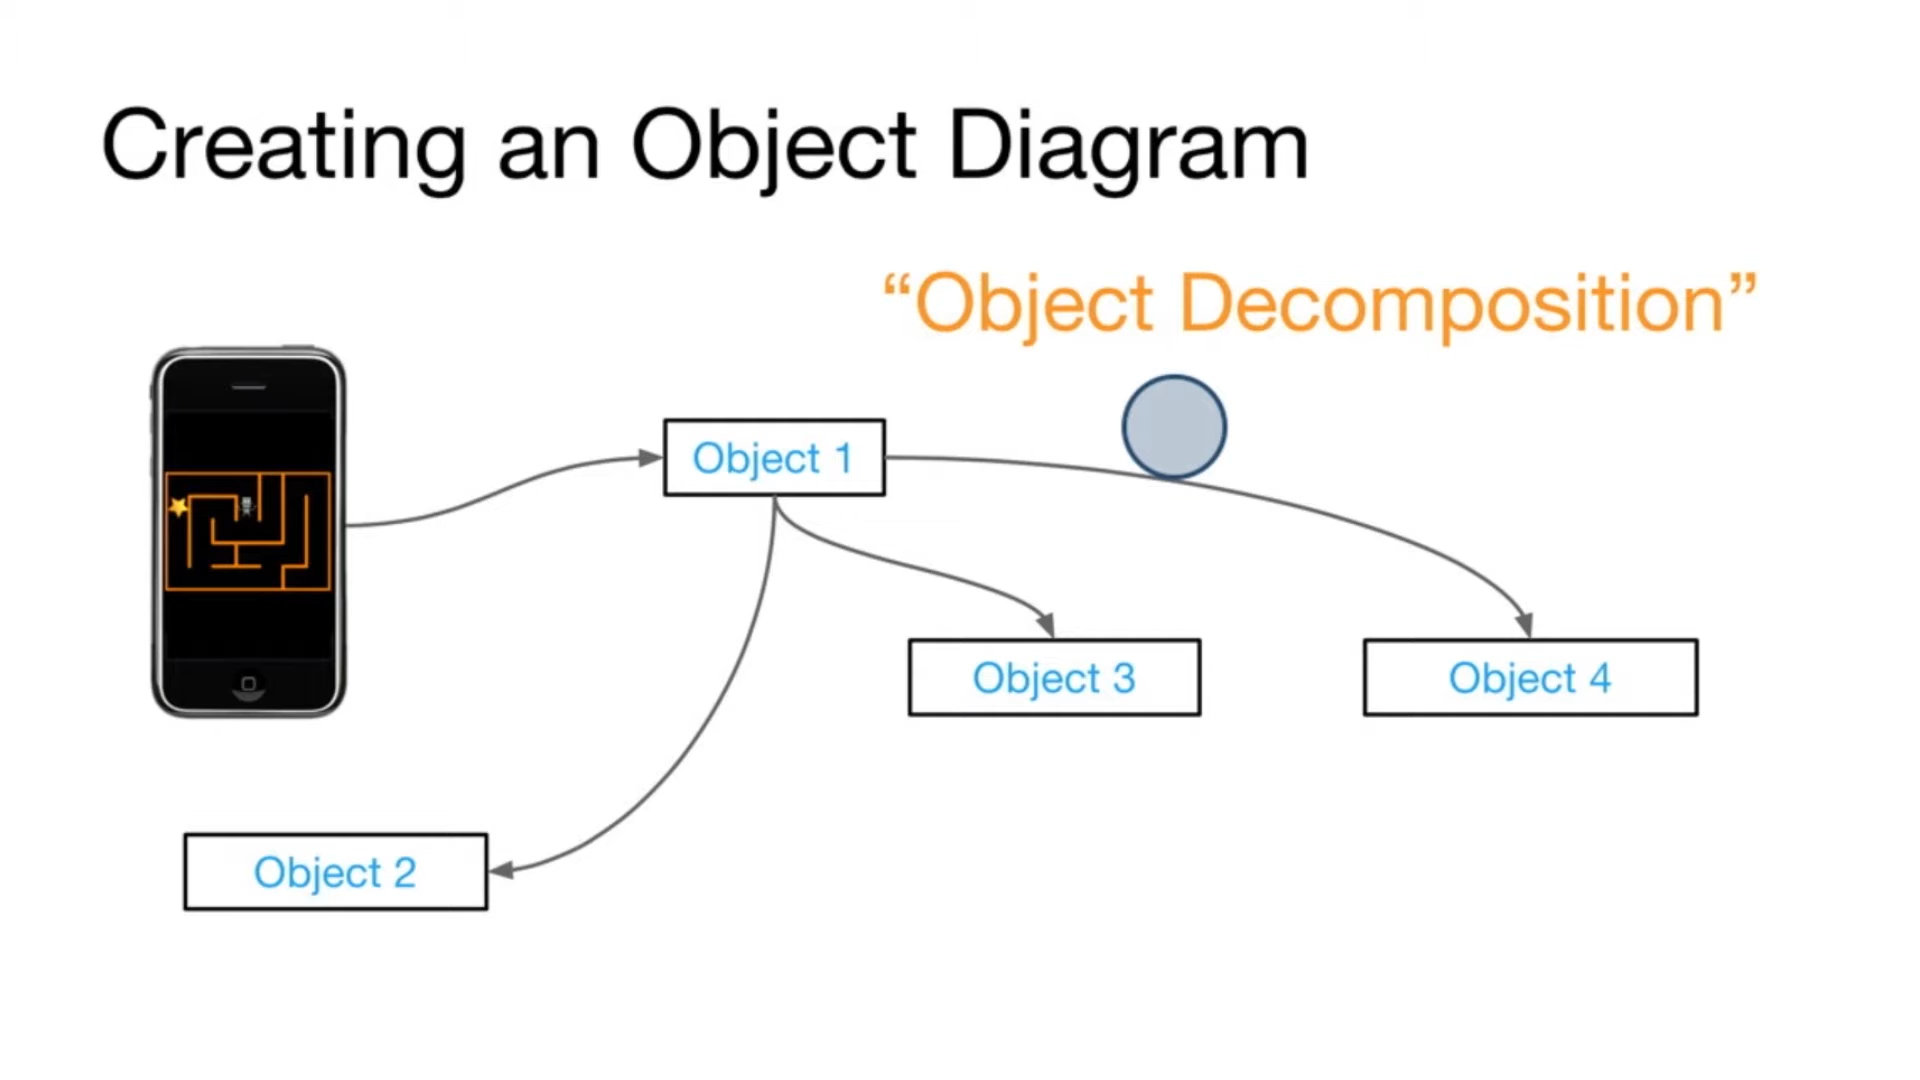 Creating an Object Diagram
“Object Decomposition”
Object 1
Object 3
Object 4
Object 2